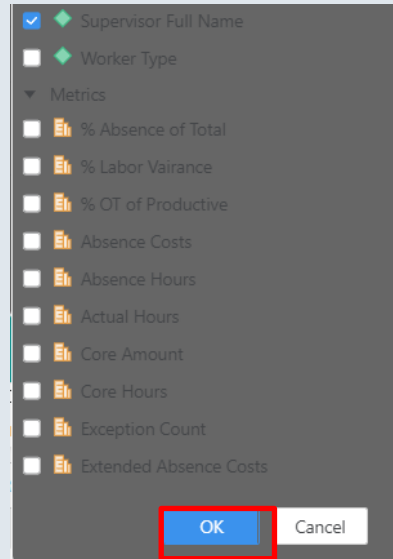 Supervisor Full Name
Worker Type
Metrics
% Absence of Total
% Labor Vairance
% OT of Productive
Absence Costs
Absence Hours
Actual Hours
Core Amount
Core Hours
Exception Count
Extended Absence Costs
OK Cancel